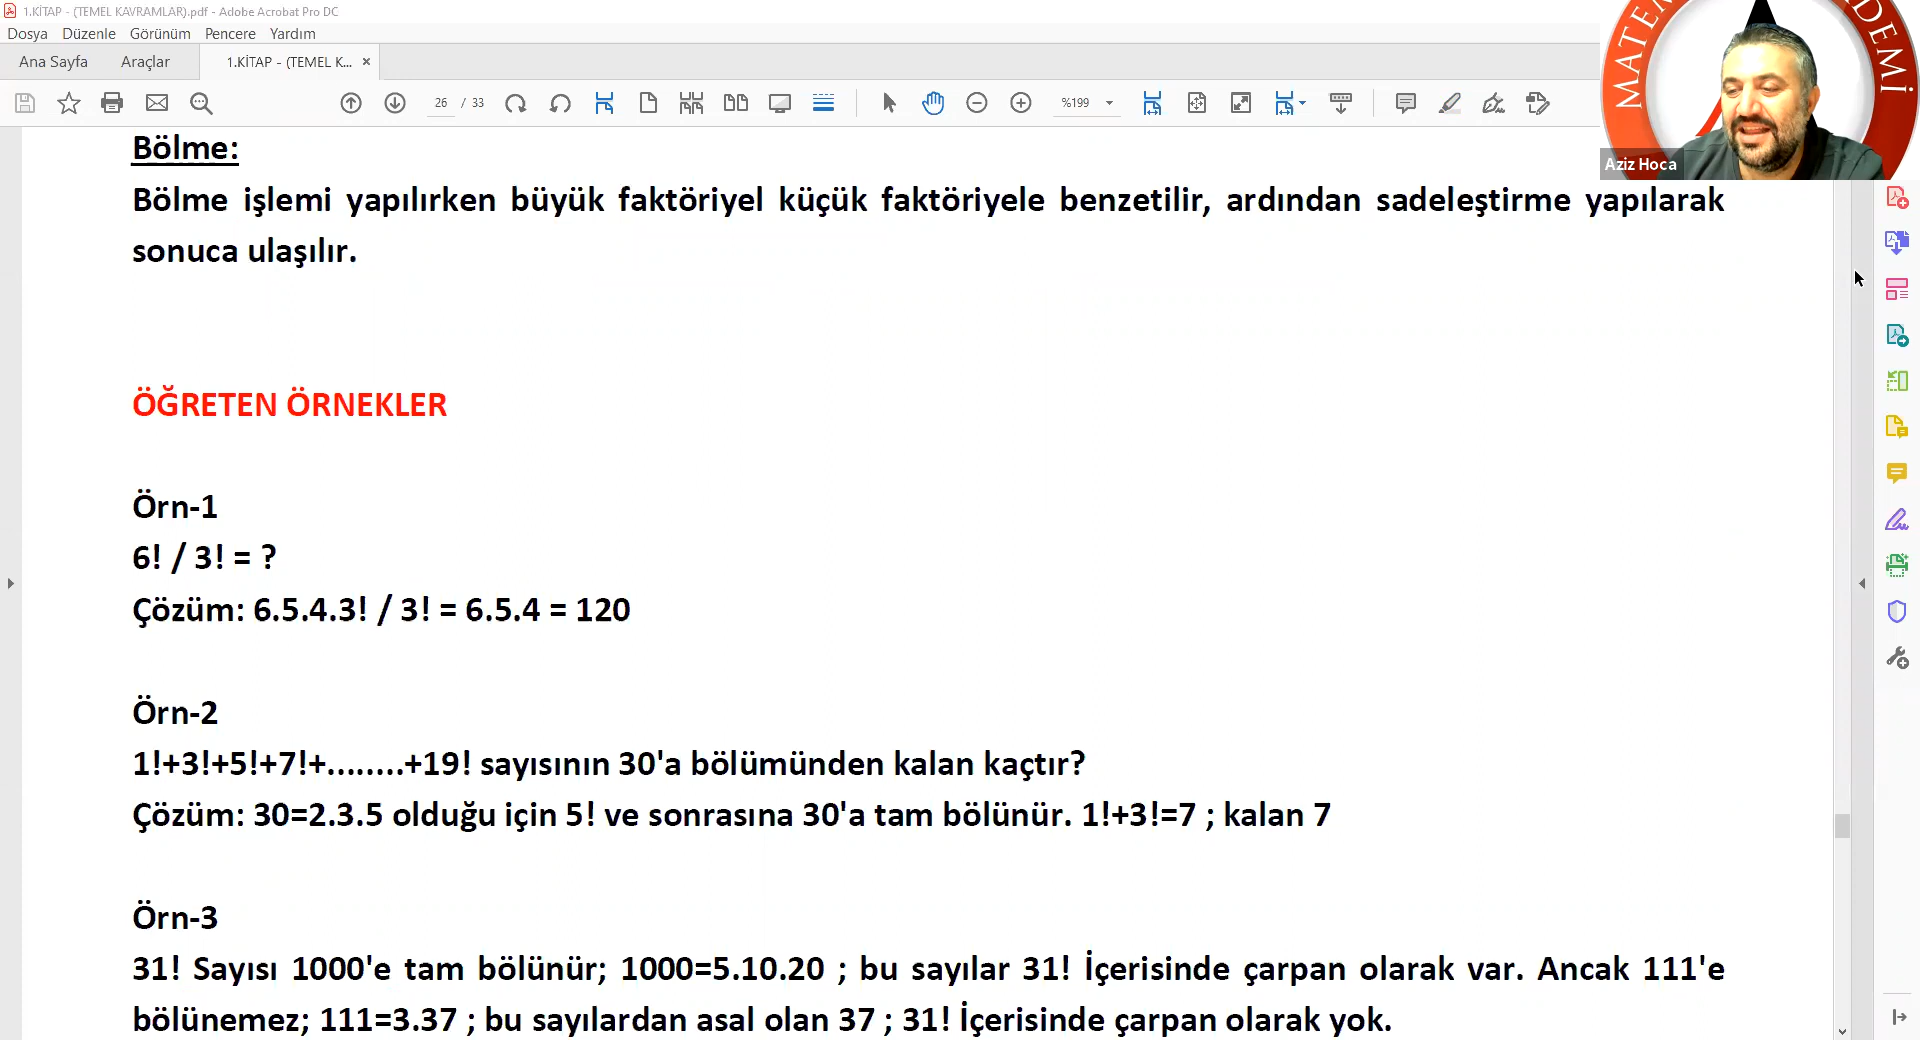 1.KİTAP - (TEMEL KAVRAMLAR).pdf - Adobe Acrobat Pro DC
Dosya Düzenle Görünüm Pencere Yardım
Ana Sayfa Araçlar 1.KİTAP - (TEMEL K... ×
26 / 33 %199
Aziz Hoca
Bölme:
Bölme işlemi yapılırken büyük faktöriyel küçük faktöriyele benzetilir, ardından sadeleştirme yapılarak
sonuca ulaşılır.
ÖĞRETEN ÖRNEKLER
Örn-1
6! / 3! = ?
Çözüm: 6.5.4.3! / 3! = 6.5.4 = 120
Örn-2
1!+3!+5!+7!+........+19! sayısının 30'a bölümünden kalan kaçtır?
Çözüm: 30=2.3.5 olduğu için 5! ve sonrasına 30'a tam bölünür. 1!+3!=7 ; kalan 7
Örn-3
31! Sayısı 1000'e tam bölünür; 1000=5.10.20 ; bu sayılar 31! İçerisinde çarpan olarak var. Ancak 111'e
bölünemez; 111=3.37 ; bu sayılardan asal olan 37 ; 31! İçerisinde çarpan olarak yok.